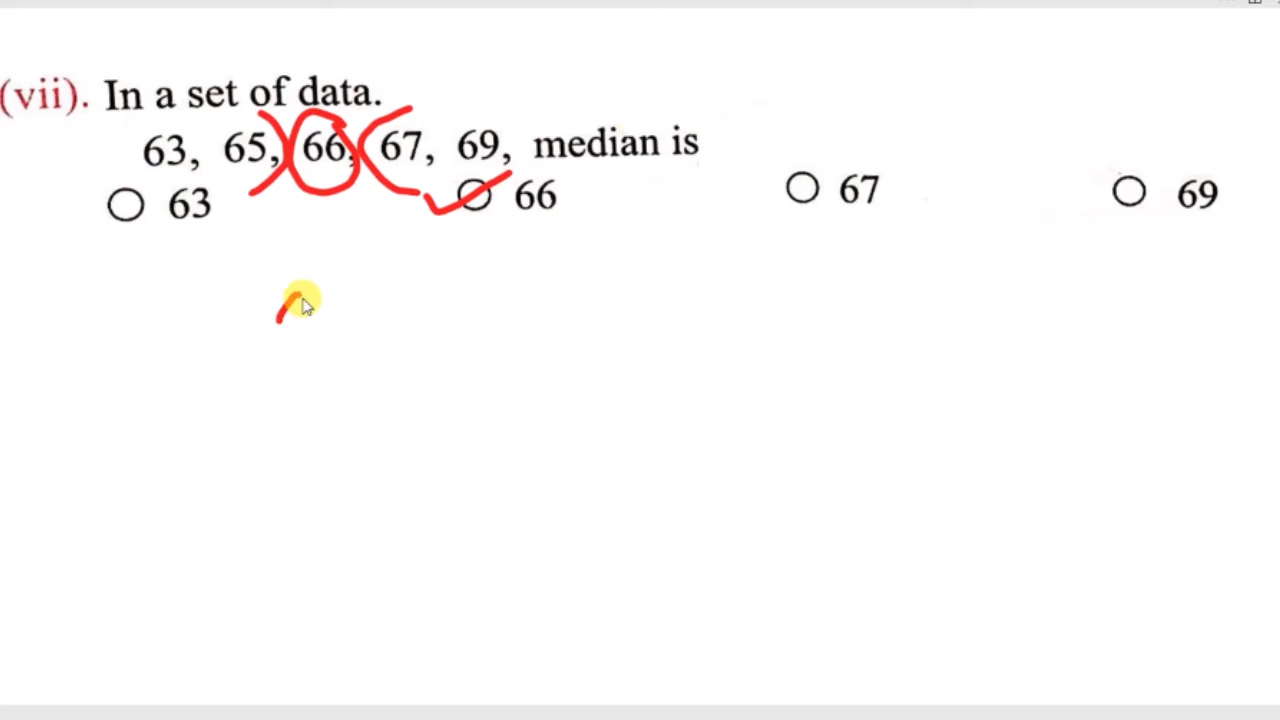 (vii). In a set of data.
63, 65, 66, 67, 69, median is
63 66 67 69